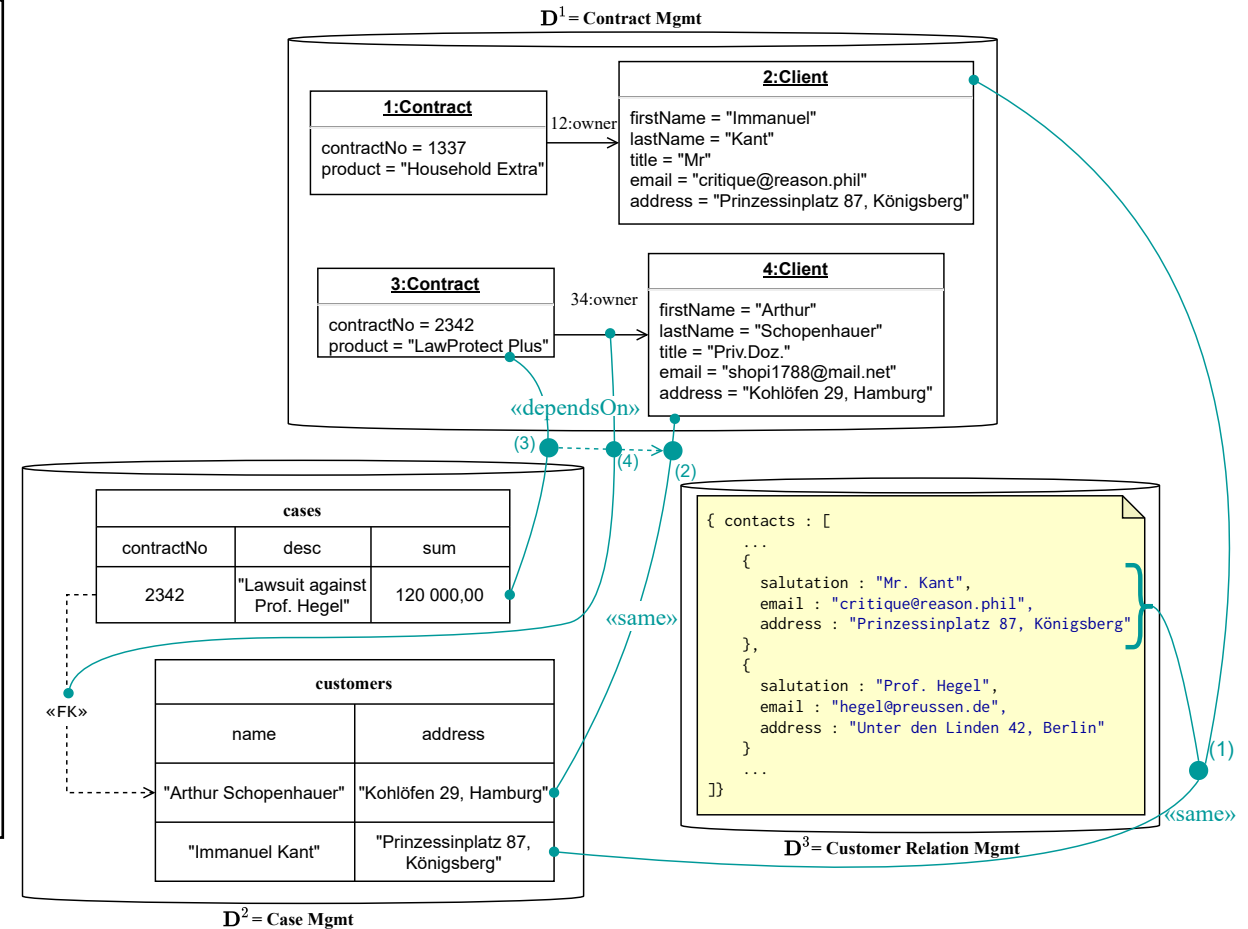 D¹= Contract Mgmt
1:Contract
contractNo = 1337
product = "Household Extra"
12:owner
2:Client
firstName = "Immanuel"
lastName = "Kant"
title = "Mr"
email = "critique@reason.phil"
address = "Prinzessinplatz 87, Königsberg"
3:Contract
contractNo = 2342
product = "LawProtect Plus"
34:owner
4:Client
firstName = "Arthur"
lastName = "Schopenhauer"
title = "Priv.Doz."
email = "shopi1788@mail.net"
address = "Kohlöfen 29, Hamburg"
«dependsOn»
(3)
(4)
(2)
cases
contractNo desc sum
2342 "Lawsuit against
Prof. Hegel" 120 000,00
«same»
«FK»
customers
name address
"Arthur Schopenhauer" "Kohlöfen 29, Hamburg"
"Immanuel Kant" "Prinzessinplatz 87,
Königsberg"
D²= Case Mgmt
{ contacts : [
...
{
salutation : "Mr. Kant",
email : "critique@reason.phil",
address : "Prinzessinplatz 87, Königsberg"
},
{
salutation : "Prof. Hegel",
email : "hegel@preussen.de",
address : "Unter den Linden 42, Berlin"
}
...
]}
(1)
«same»
D³= Customer Relation Mgmt